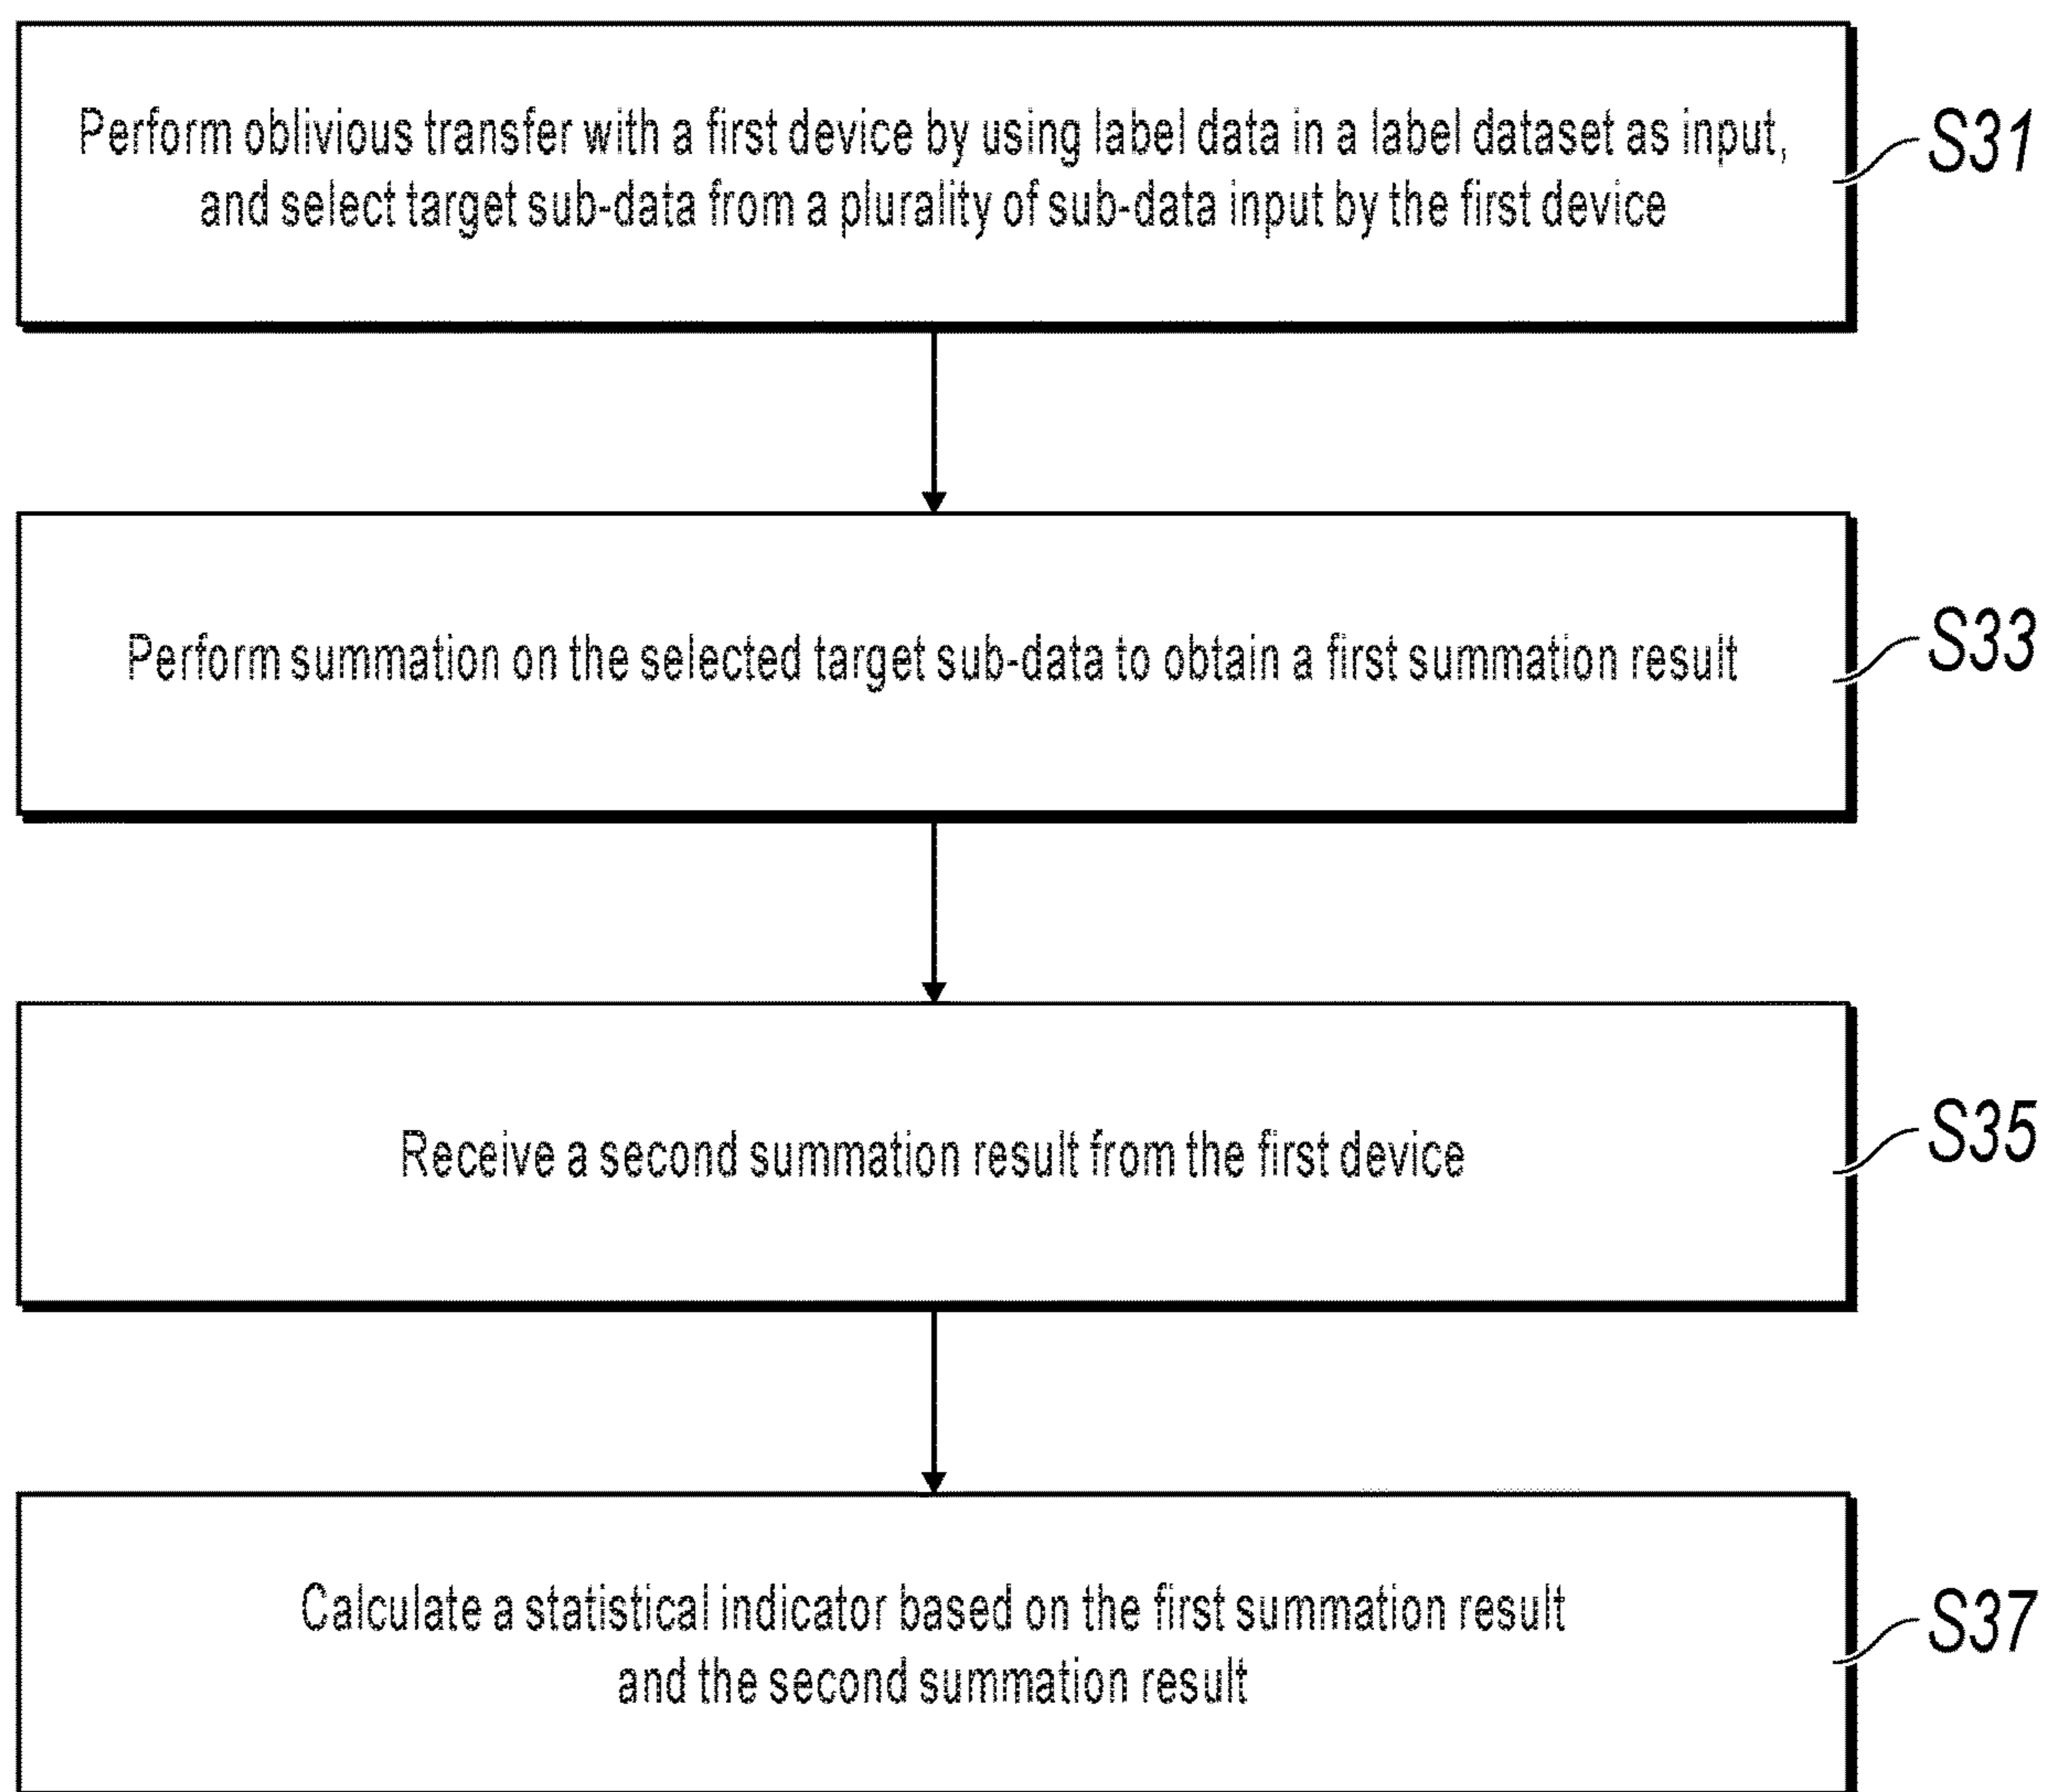 Perform oblivious transfer with a first device by using label data in a label dataset as input,
and select target sub-data from a plurality of sub-data input by the first device
S31
Perform summation on the selected target sub-data to obtain a first summation result
S33
Receive a second summation result from the first device
S35
Calculate a statistical indicator based on the first summation result
and the second summation result
S37